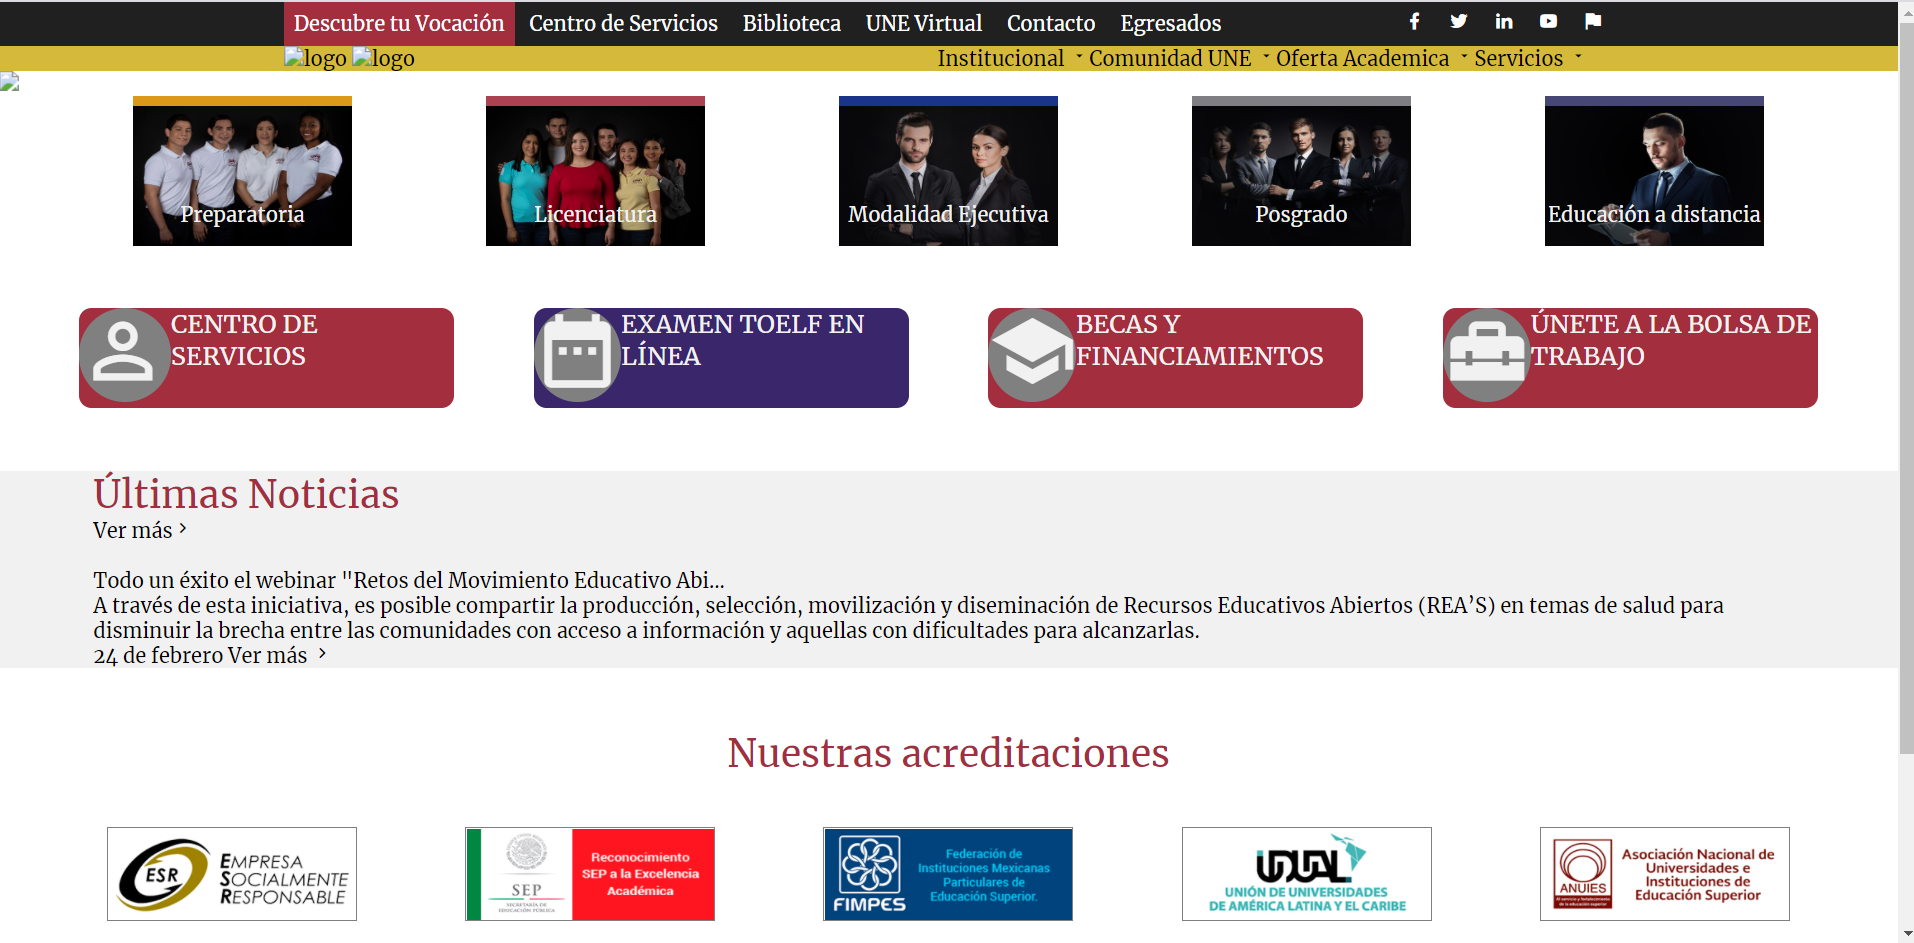 Descubre tu Vocación Centro de Servicios Biblioteca UNE Virtual Contacto Egresados
logo logo Institucional Comunidad UNE Oferta Academica Servicios
Preparatoria
Licenciatura
Modalidad Ejecutiva
Posgrado
Educación a distancia
CENTRO DE
SERVICIOS
EXAMEN TOELF EN
LÍNEA
BECAS Y
FINANCIAMIENTOS
ÚNETE A LA BOLSA DE
TRABAJO
Últimas Noticias
Ver más
Todo un éxito el webinar "Retos del Movimiento Educativo Abi...
A través de esta iniciativa, es posible compartir la producción, selección, movilización y diseminación de Recursos Educativos Abiertos (REA’S) en temas de salud para
disminuir la brecha entre las comunidades con acceso a información y aquellas con dificultades para alcanzarlas.
24 de febrero Ver más
Nuestras acreditaciones
ESR
EMPRESA
SOCIALMENTE
RESPONSABLE
SEP
SECRETARÍA DE
EDUCACIÓN PÚBLICA
Reconocimiento
SEP a la Excelencia
Académica
FIMPES
Federación de
Instituciones Mexicanas
Particulares de
Educación Superior.
UDUAL
UNIÓN DE UNIVERSIDADES
DE AMÉRICA LATINA Y EL CARIBE
ANUIES
Al servicio y fortalecimiento
de la educación superior
Asociación Nacional de
Universidades e
Instituciones de
Educación Superior